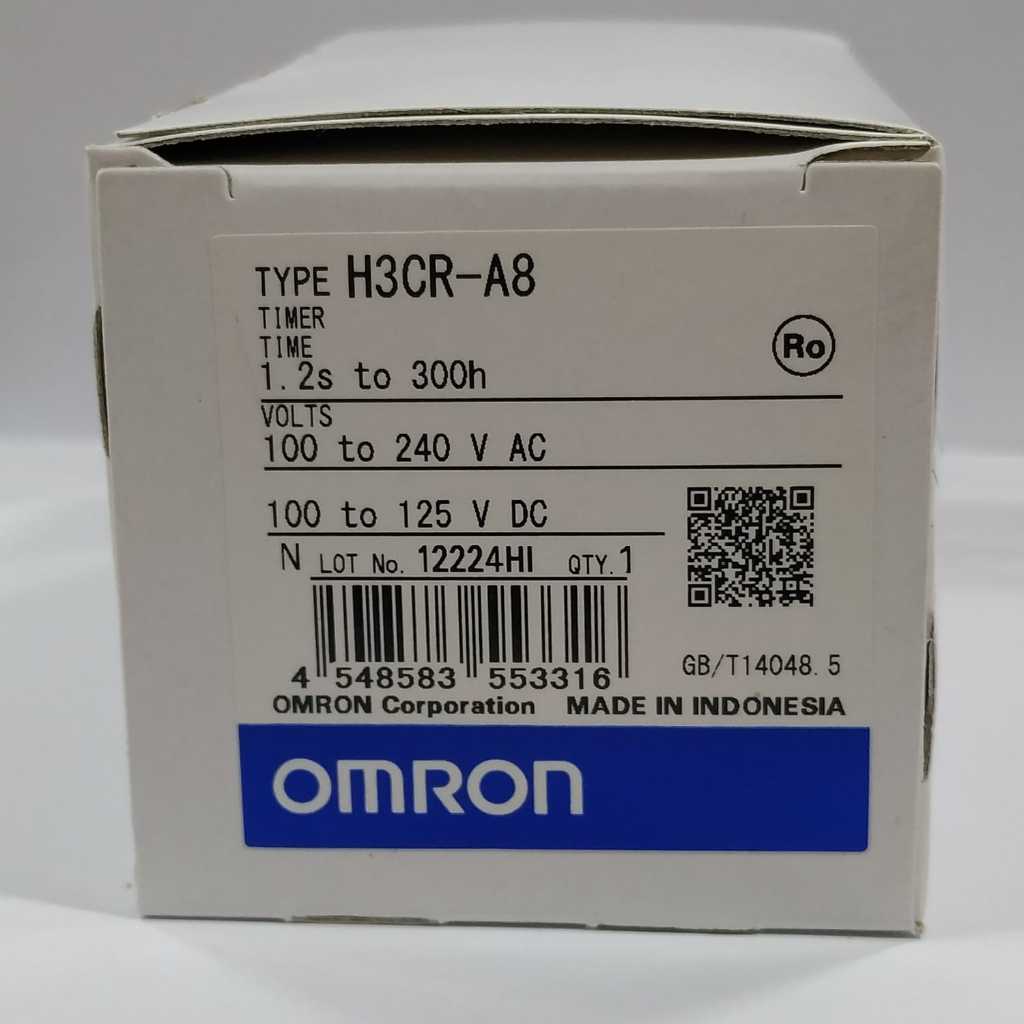 TYPE H3CR-A8
TIMER
TIME
Ro
1.2s to 300h
VOLTS
100 to 240 V AC
100 to 125 V DC
N LOT No. 12224HI QTY.1
4 548583 553316
GB/T14048.5
OMRON Corporation MADE IN INDONESIA
OMRON